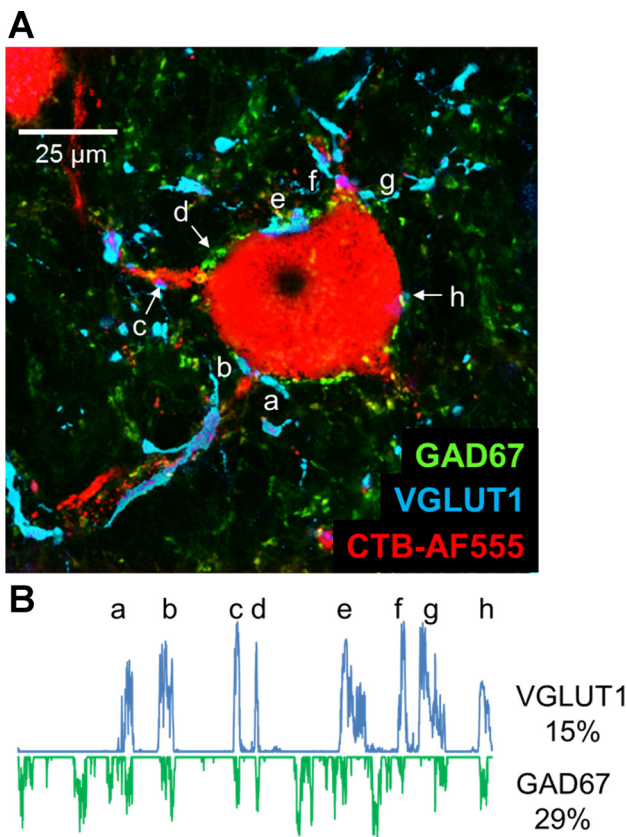 A
25 µm
f
g
e
d
h
c
b
a
GAD67
VGLUT1
CTB-AF555
B
a b c d e f g h
VGLUT1
15%
GAD67
29%